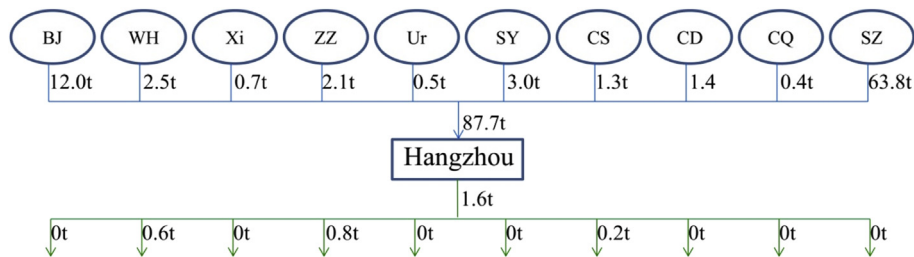 BJ WH Xi ZZ Ur SY CS CD CQ SZ
12.0t 2.5t 0.7t 2.1t 0.5t 3.0t 1.3t 1.4 0.4t 63.8t
87.7t
Hangzhou
1.6t
0t 0.6t 0t 0.8t 0t 0t 0.2t 0t 0t 0t